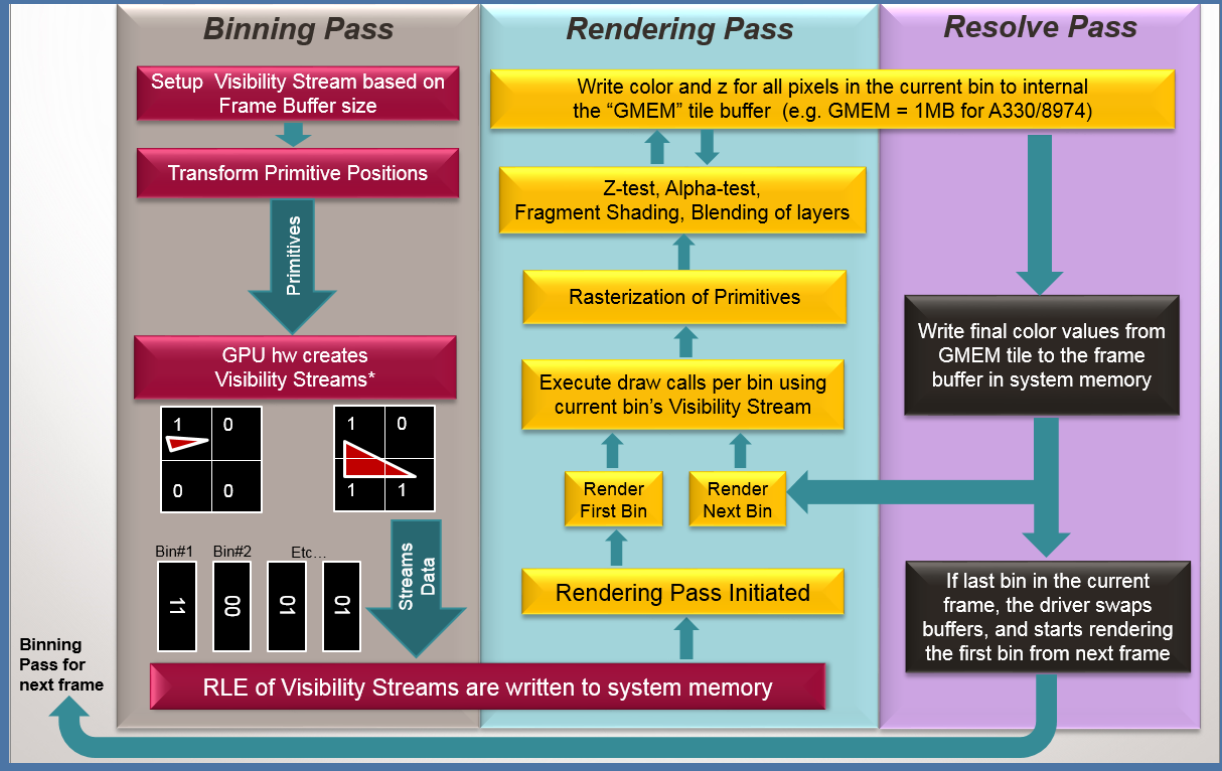 Binning Pass
Setup Visibility Stream based on
Frame Buffer size
Transform Primitive Positions
Primitives
GPU hw creates
Visibility Streams*
1 0
0 0
1 0
1 1
Bin#1 Bin#2 Etc...
11 00 01 01
Streams
Data
RLE of Visibility Streams are written to system memory
Binning
Pass for
next frame
Rendering Pass
Write color and z for all pixels in the current bin to internal
the “GMEM” tile buffer (e.g. GMEM = 1MB for A330/8974)
Z-test, Alpha-test,
Fragment Shading, Blending of layers
Rasterization of Primitives
Execute draw calls per bin using
current bin’s Visibility Stream
Render
First Bin
Render
Next Bin
Rendering Pass Initiated
Resolve Pass
Write final color values from
GMEM tile to the frame
buffer in system memory
If last bin in the current
frame, the driver swaps
buffers, and starts rendering
the first bin from next frame